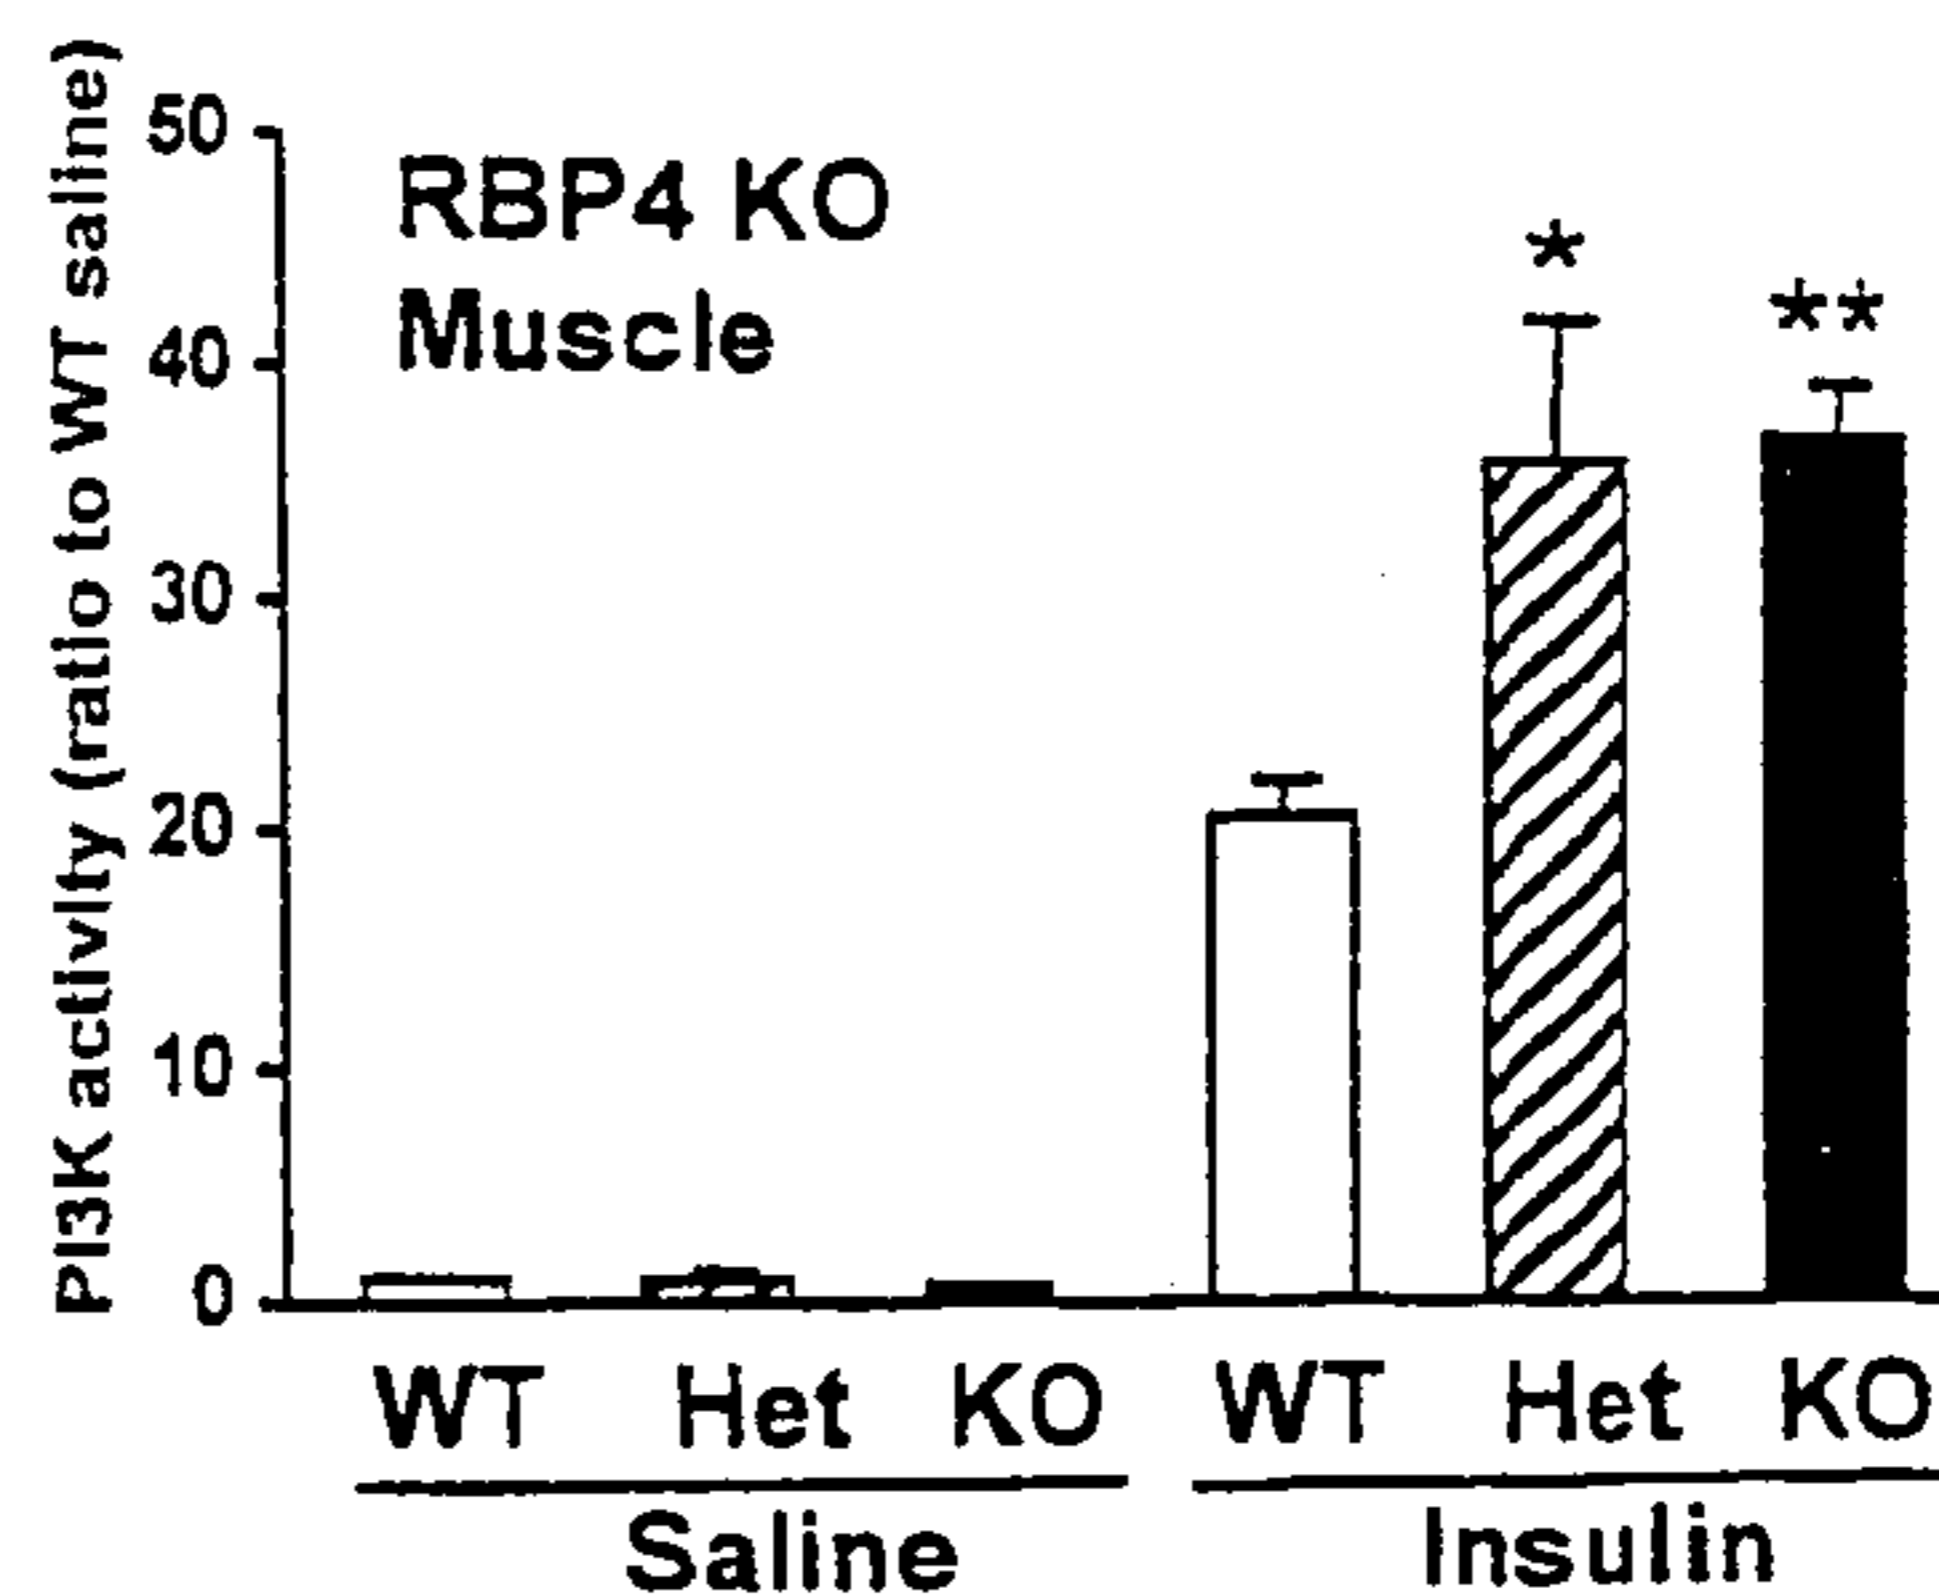 PI3K activity (ratio to WT saline)
50
40
30
20
10
0
RBP4 KO
Muscle
*
**
WT Het KO WT Het KO
Saline Insulin